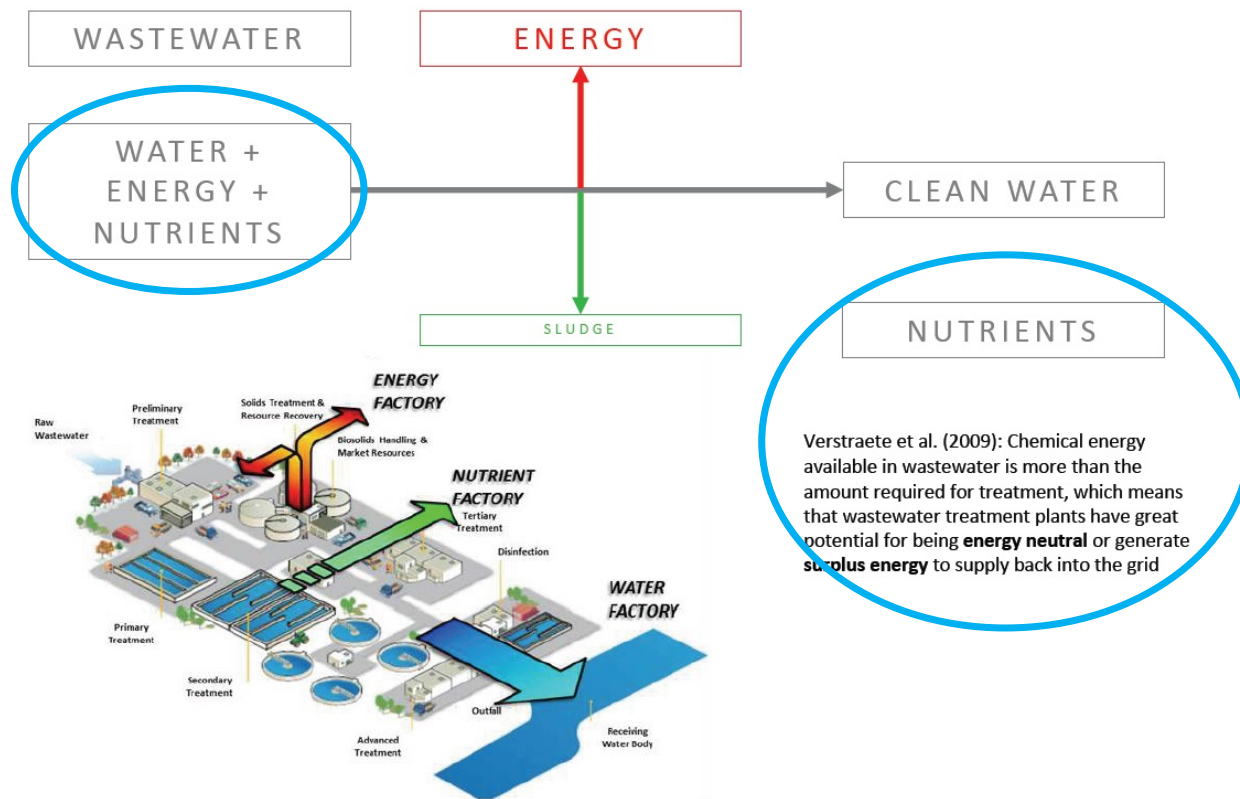 WASTEWATER
ENERGY
WATER +
ENERGY +
NUTRIENTS
CLEAN WATER
SLUDGE
NUTRIENTS
Verstraete et al. (2009): Chemical energy
available in wastewater is more than the
amount required for treatment, which means
that wastewater treatment plants have great
potential for being energy neutral or generate
surplus energy to supply back into the grid
ENERGY
FACTORY
Solids Treatment &
Resource Recovery
Preliminary
Treatment
Raw
Wastewater
Biosolids Handling &
Market Resources
NUTRIENT
FACTORY
Tertiary
Treatment
Disinfection
WATER
FACTORY
Primary
Treatment
Secondary
Treatment
Outfall
Advanced
Treatment
Receiving
Water Body